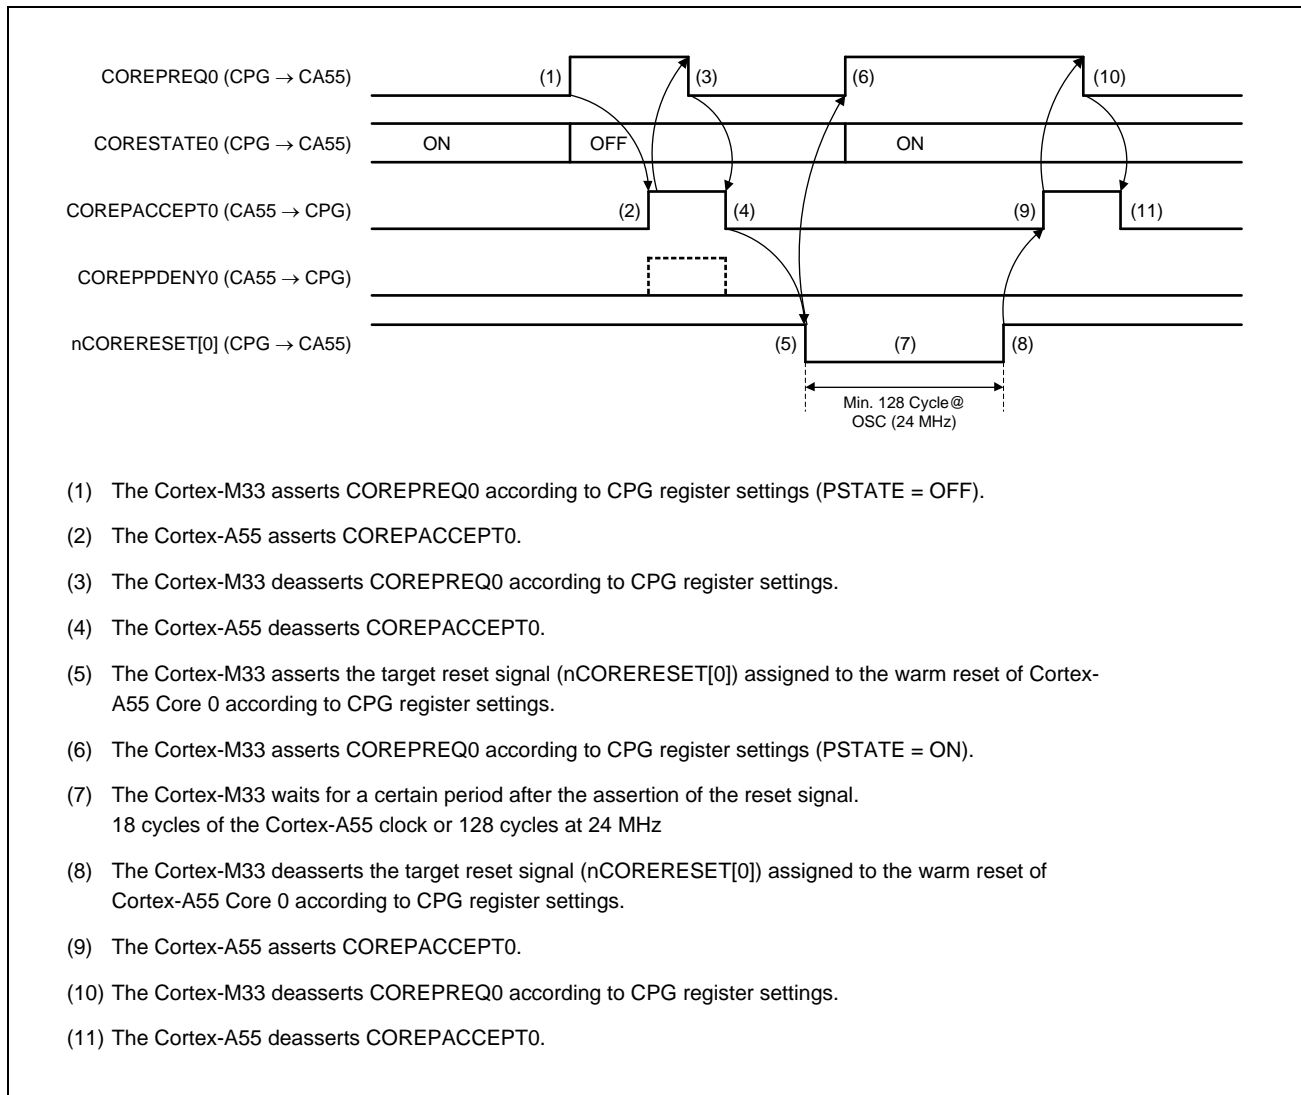 COREPREQ0 (CPG → CA55)
(1)
(3)
(6)
(10)
CORESTATE0 (CPG → CA55)
ON
OFF
ON
COREPACCEPT0 (CA55 → CPG)
(2)
(4)
(9)
(11)
COREPPDENY0 (CA55 → CPG)
nCORERESET[0] (CPG → CA55)
(5)
(7)
(8)
Min. 128 Cycle@
OSC (24 MHz)
(1) The Cortex-M33 asserts COREPREQ0 according to CPG register settings (PSTATE = OFF).
(2) The Cortex-A55 asserts COREPACCEPT0.
(3) The Cortex-M33 deasserts COREPREQ0 according to CPG register settings.
(4) The Cortex-A55 deasserts COREPACCEPT0.
(5) The Cortex-M33 asserts the target reset signal (nCORERESET[0]) assigned to the warm reset of Cortex-
A55 Core 0 according to CPG register settings.
(6) The Cortex-M33 asserts COREPREQ0 according to CPG register settings (PSTATE = ON).
(7) The Cortex-M33 waits for a certain period after the assertion of the reset signal.
18 cycles of the Cortex-A55 clock or 128 cycles at 24 MHz
(8) The Cortex-M33 deasserts the target reset signal (nCORERESET[0]) assigned to the warm reset of
Cortex-A55 Core 0 according to CPG register settings.
(9) The Cortex-A55 asserts COREPACCEPT0.
(10) The Cortex-M33 deasserts COREPREQ0 according to CPG register settings.
(11) The Cortex-A55 deasserts COREPACCEPT0.